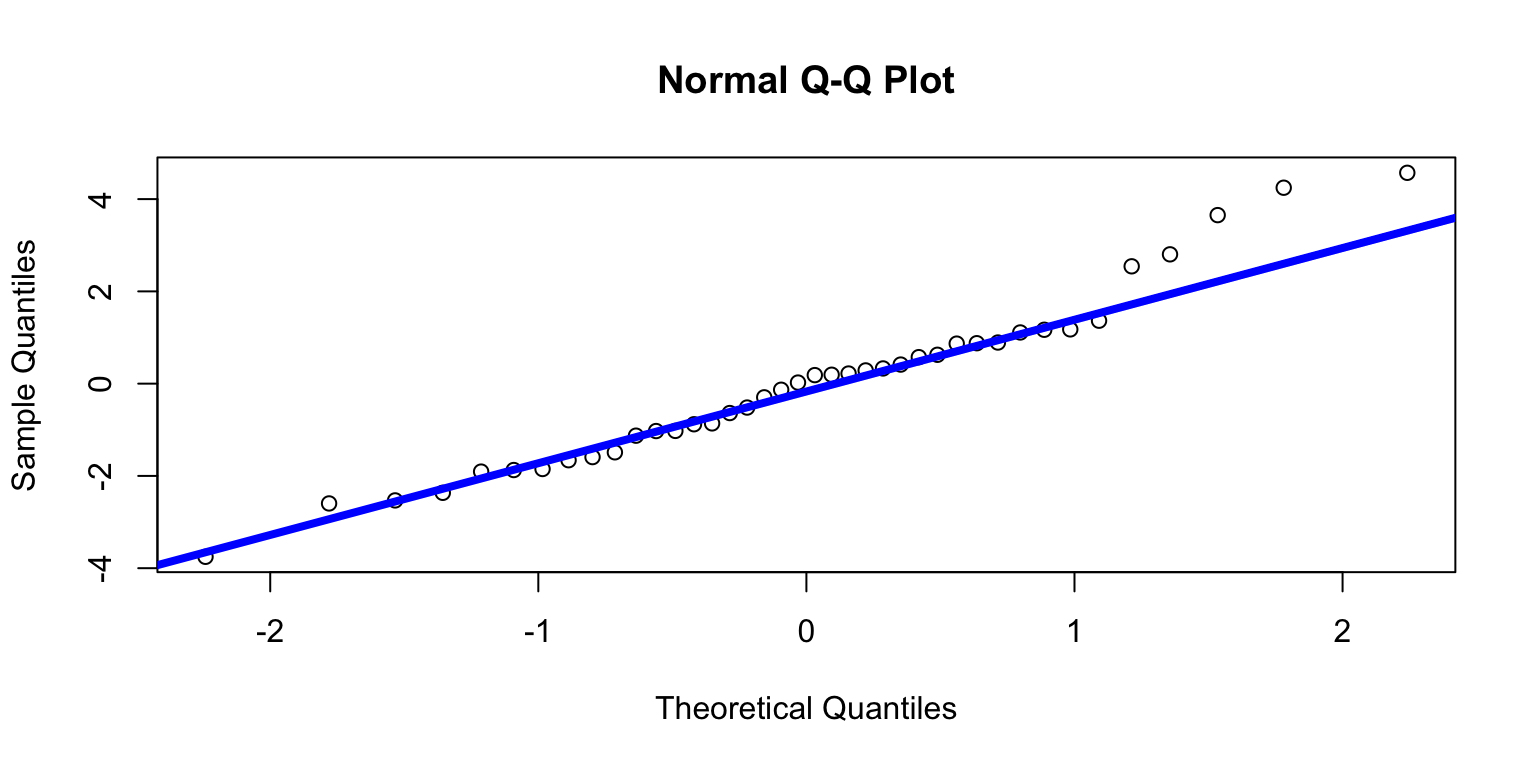 Normal Q-Q Plot
Sample Quantiles
4
2
0
-2
-4
-2 -1 0 1 2
Theoretical Quantiles